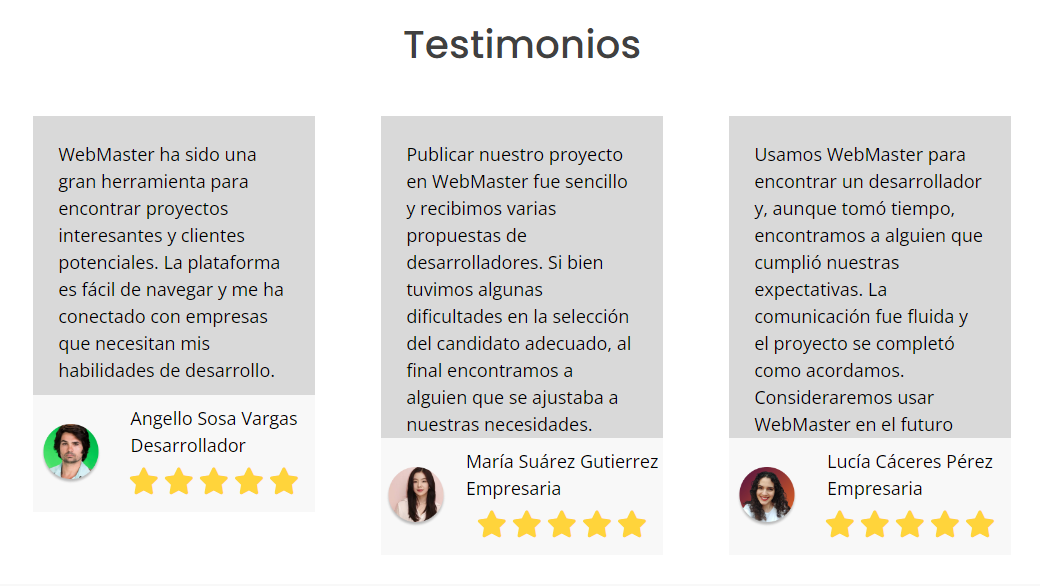 Testimonios
WebMaster ha sido una
gran herramienta para
encontrar proyectos
interesantes y clientes
potenciales. La plataforma
es fácil de navegar y me ha
conectado con empresas
que necesitan mis
habilidades de desarrollo.
Angello Sosa Vargas
Desarrollador
Publicar nuestro proyecto
en WebMaster fue sencillo
y recibimos varias
propuestas de
desarrolladores. Si bien
tuvimos algunas
dificultades en la selección
del candidato adecuado, al
final encontramos a
alguien que se ajustaba a
nuestras necesidades.
María Suárez Gutierrez
Empresaria
Usamos WebMaster para
encontrar un desarrollador
y, aunque tomó tiempo,
encontramos a alguien que
cumplió nuestras
expectativas. La
comunicación fue fluida y
el proyecto se completó
como acordamos.
Consideraremos usar
WebMaster en el futuro
Lucía Cáceres Pérez
Empresaria